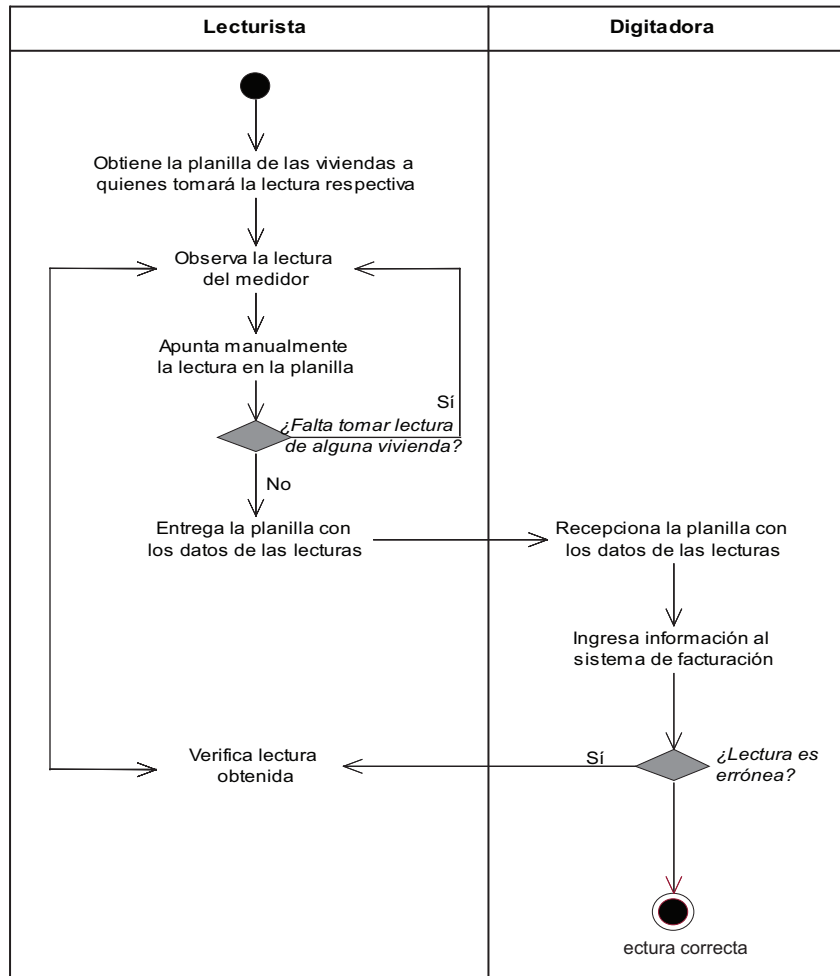 Lecturista
Digitadora
Obtiene la planilla de las viviendas a
quienes tomará la lectura respectiva
Observa la lectura
del medidor
Apunta manualmente
la lectura en la planilla
Sí
¿Falta tomar lectura
de alguna vivienda?
No
Entrega la planilla con
los datos de las lecturas
Recepciona la planilla con
los datos de las lecturas
Ingresa información al
sistema de facturación
Verifica lectura
obtenida
Sí
¿Lectura es
errónea?
ectura correcta